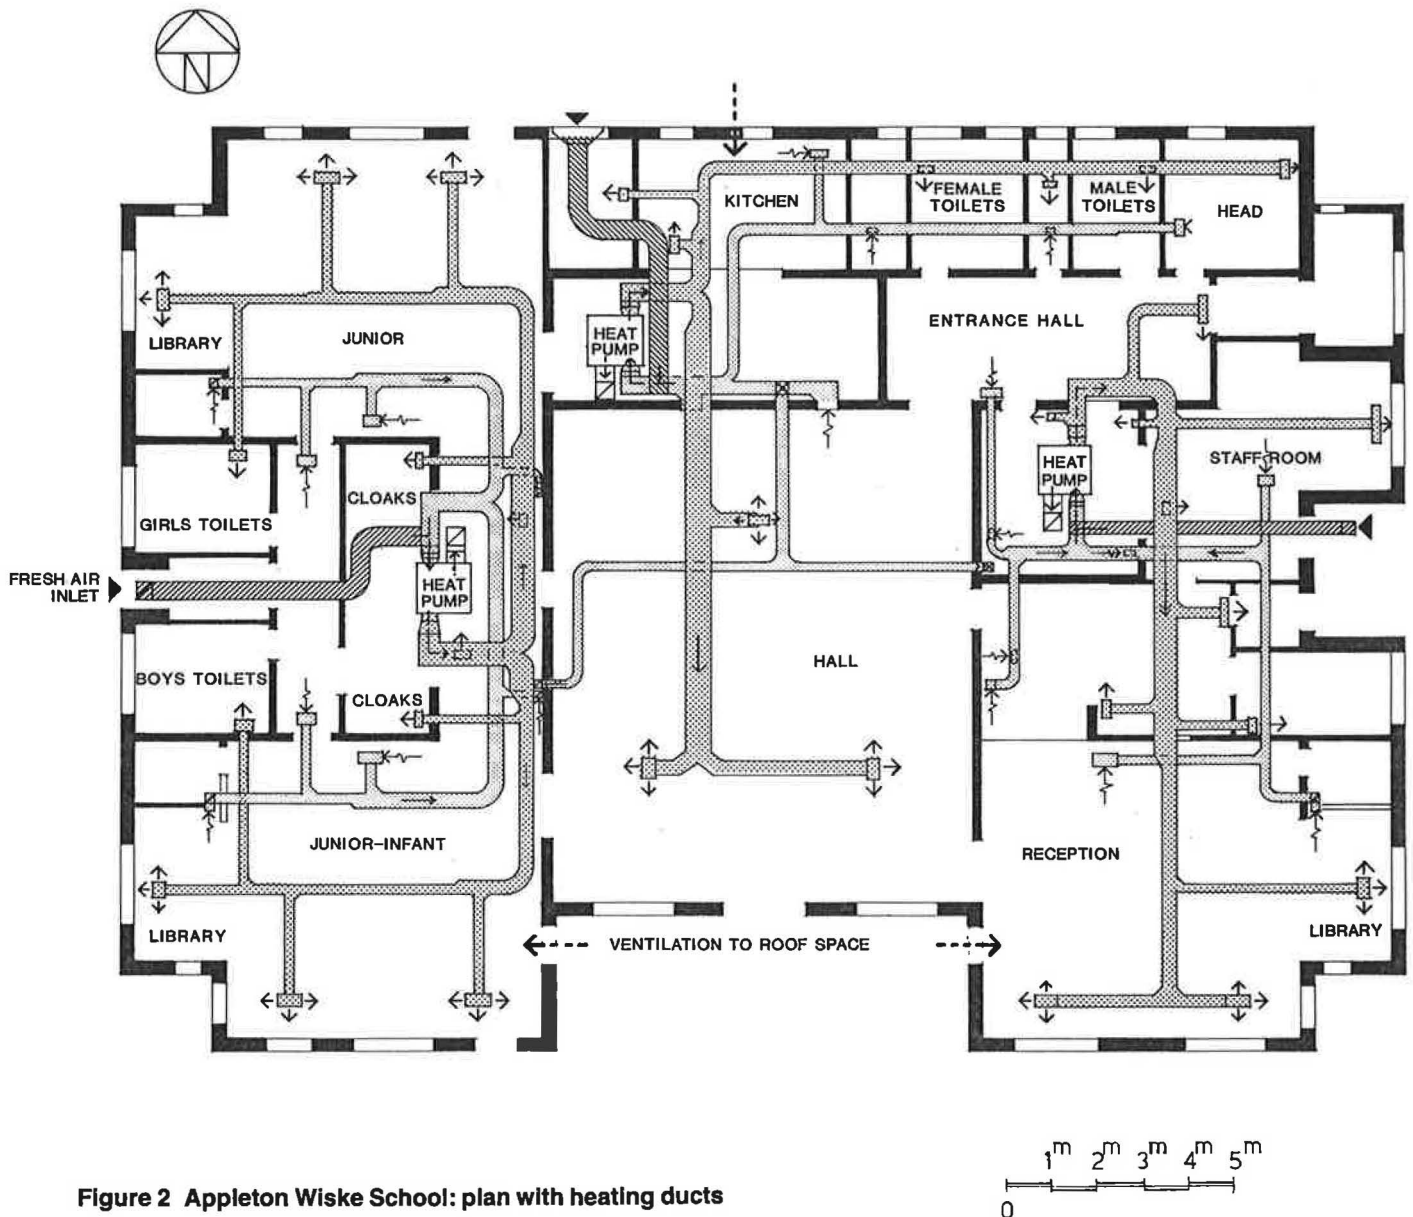 N
KITCHEN
FEMALE
TOILETS
MALE
TOILETS
HEAD
LIBRARY
JUNIOR
HEAT
PUMP
ENTRANCE HALL
CLOAKS
GIRLS TOILETS
HEAT
PUMP
STAFF ROOM
FRESH AIR
INLET
HEAT
PUMP
BOYS TOILETS
CLOAKS
HALL
JUNIOR–INFANT
RECEPTION
LIBRARY
VENTILATION TO ROOF SPACE
LIBRARY
1m 2m 3m 4m 5m
0
Figure 2 Appleton Wiske School: plan with heating ducts